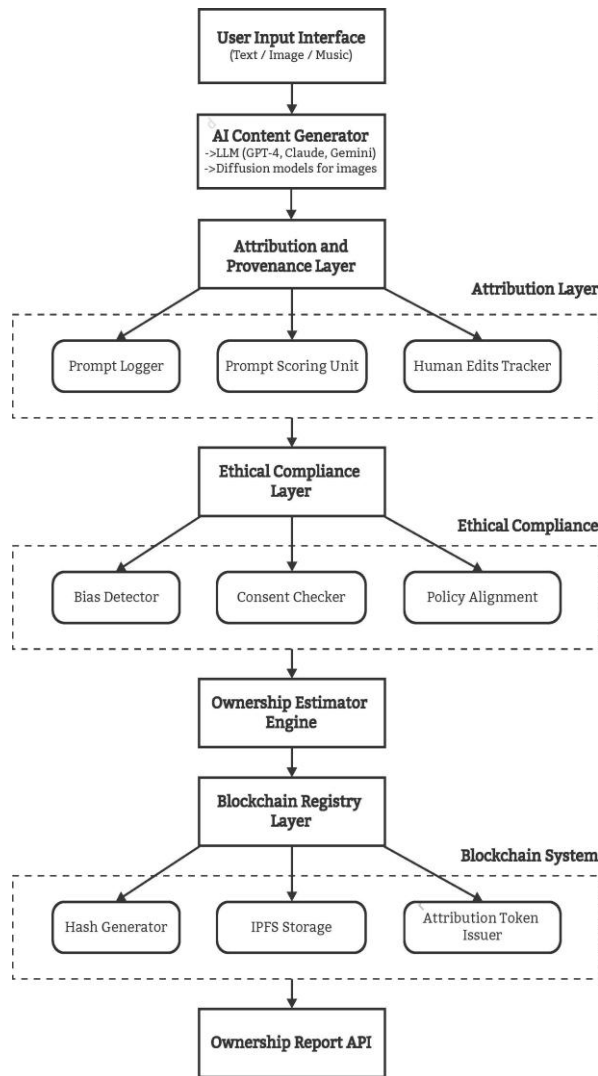 User Input Interface
(Text / Image / Music)
AI Content Generator
->LLM (GPT-4, Claude, Gemini)
->Diffusion models for images
Attribution and
Provenance Layer
Attribution Layer
Prompt Logger
Prompt Scoring Unit
Human Edits Tracker
Ethical Compliance
Layer
Ethical Compliance
Bias Detector
Consent Checker
Policy Alignment
Ownership Estimator
Engine
Blockchain Registry
Layer
Blockchain System
Hash Generator
IPFS Storage
Attribution Token
Issuer
Ownership Report API